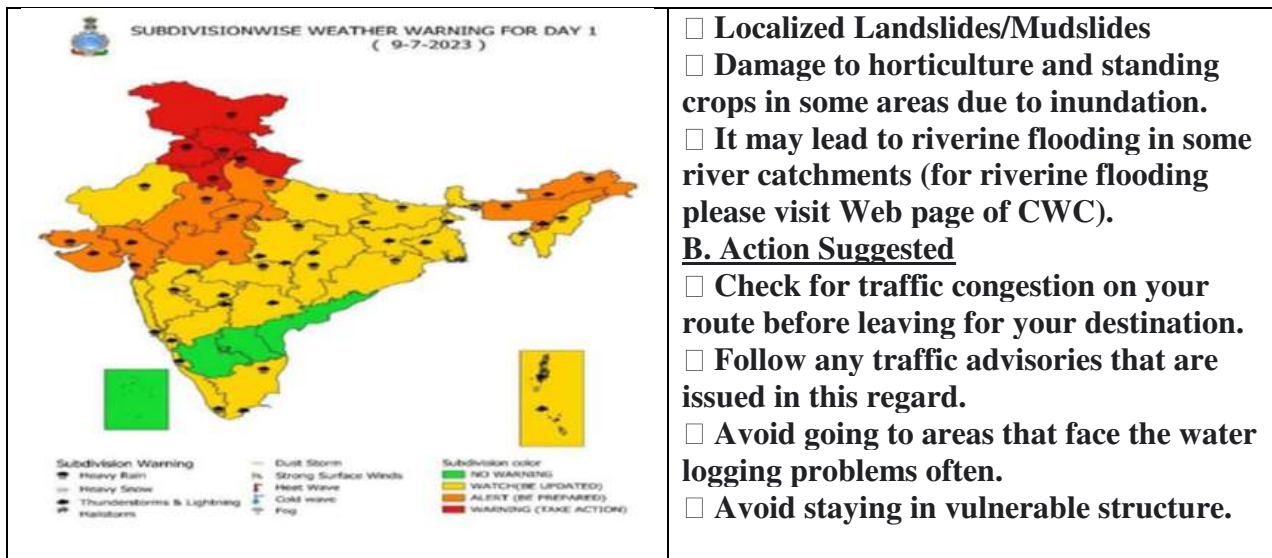 SUBDIVISIONWISE WEATHER WARNING FOR DAY 1
( 9-7-2023 )
Subdivision Warning
Heavy Rain
Heavy Snow
Thunderstorms & Lightning
Hailstorm
Dust Storm
Strong Surface Winds
Heat Wave
Cold wave
Fog
Subdivision color
NO WARNING
WATCH(BE UPDATED)
ALERT (BE PREPARED)
WARNING (TAKE ACTION)
□ Localized Landslides/Mudslides
□ Damage to horticulture and standing
crops in some areas due to inundation.
□ It may lead to riverine flooding in some
river catchments (for riverine flooding
please visit Web page of CWC).
B. Action Suggested
□ Check for traffic congestion on your
route before leaving for your destination.
□ Follow any traffic advisories that are
issued in this regard.
□ Avoid going to areas that face the water
logging problems often.
□ Avoid staying in vulnerable structure.